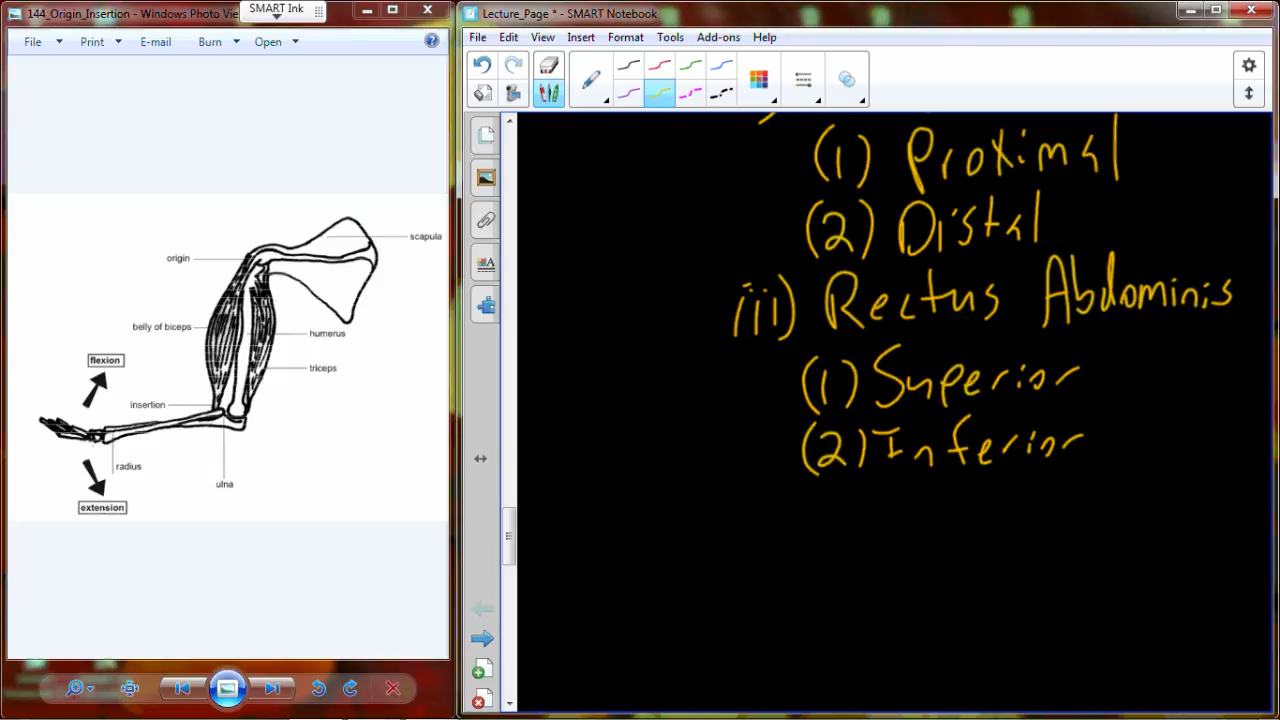 144_Origin_Insertion - Windows Photo Vie
SMART Ink
File Print E-mail Burn Open
origin
scapula
belly of biceps
humerus
flexion
triceps
insertion
radius
ulna
extension
Lecture_Page * - SMART Notebook
File Edit View Insert Format Tools Add-ons Help
(1) Proximal
(2) Distal
iii) Rectus Abdominis
(1) Superior
(2) Inferior